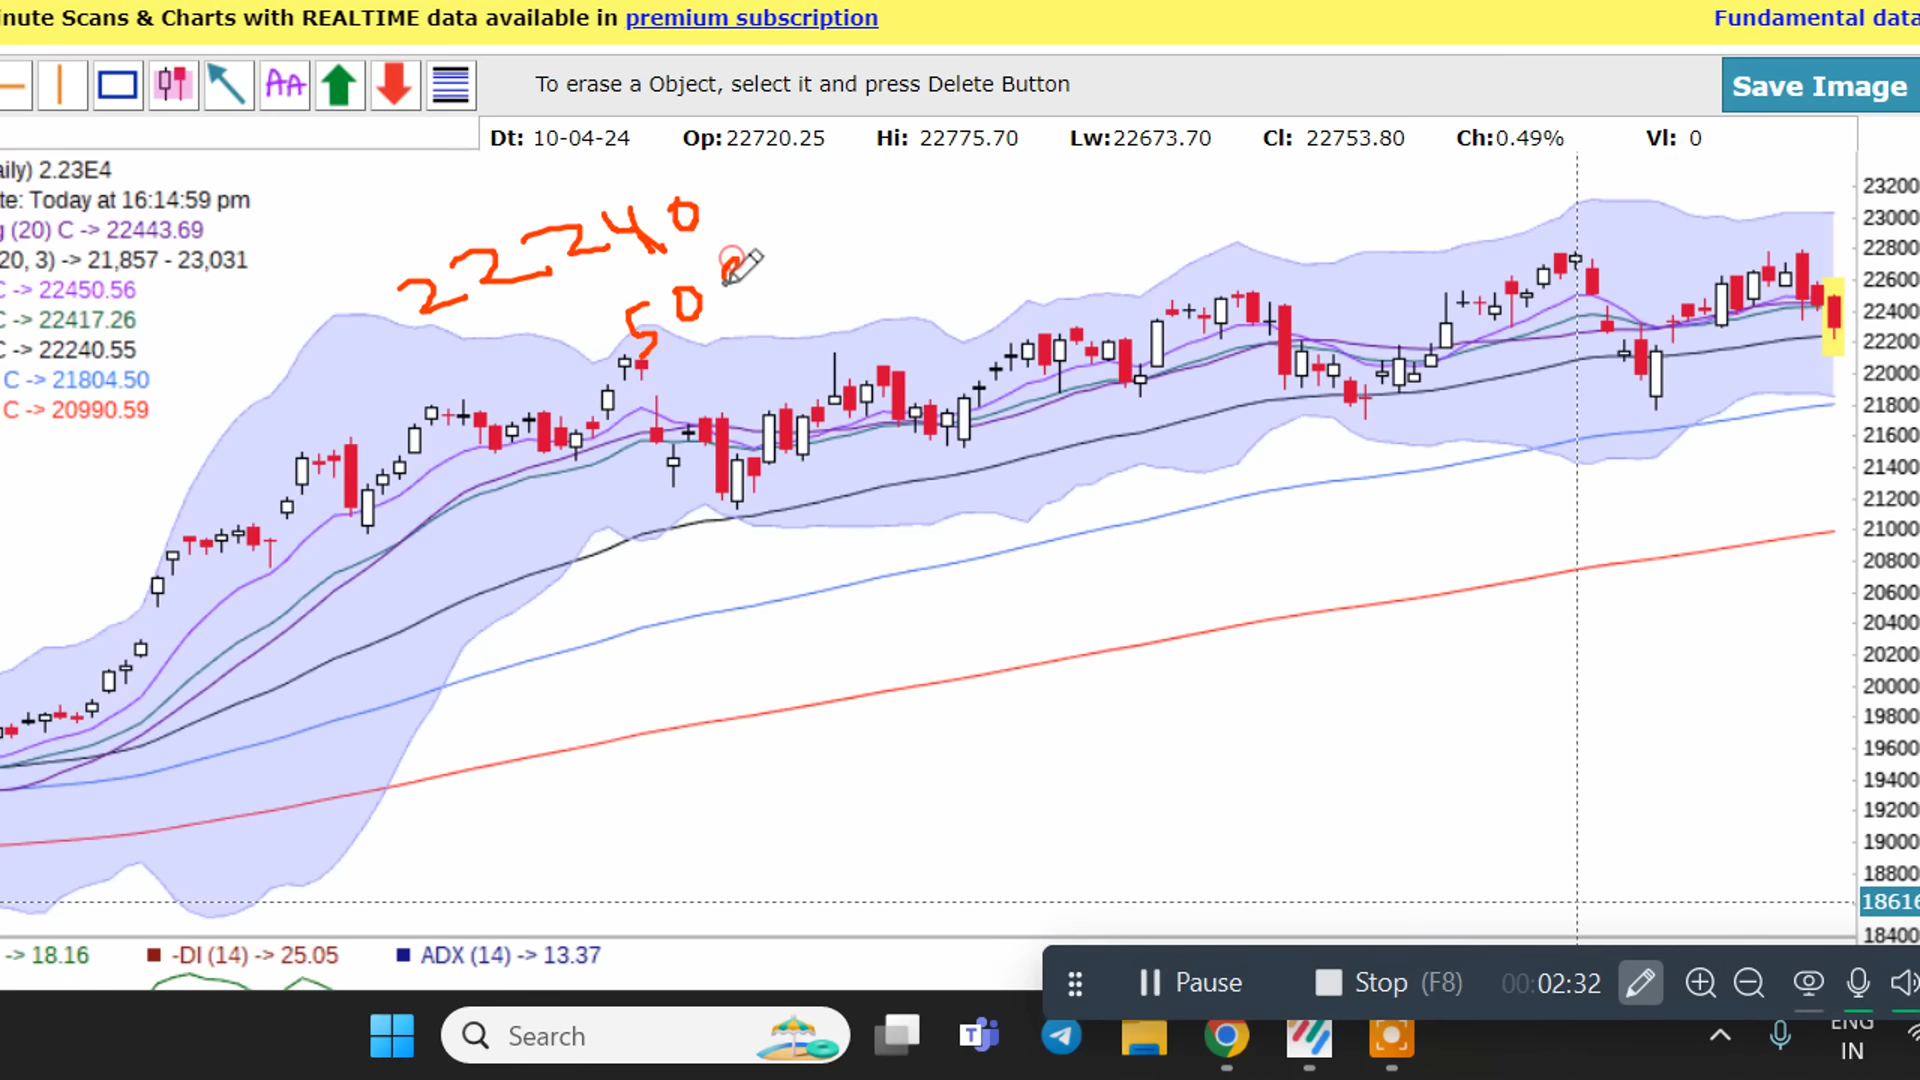 inute Scans & Charts with REALTIME data available in premium subscription
Fundamental data
AA
To erase a Object, select it and press Delete Button
Save Image
Dt: 10-04-24 Op:22720.25 Hi: 22775.70 Lw:22673.70 Cl: 22753.80 Ch:0.49% Vl: 0
aily) 2.23E4
te: Today at 16:14:59 pm
g (20) C -> 22443.69
20, 3) -> 21,857 - 23,031
C -> 22450.56
C -> 22417.26
C -> 22240.55
C -> 21804.50
C -> 20990.59
22240
50
23200
23000
22800
22600
22400
22200
22000
21800
21600
21400
21200
21000
20800
20600
20400
20200
20000
19800
19600
19400
19200
19000
18800
18616
18400
-> 18.16 -DI (14) -> 25.05 ADX (14) -> 13.37
Pause Stop (F8) 00:02:32
Search
ENG
IN